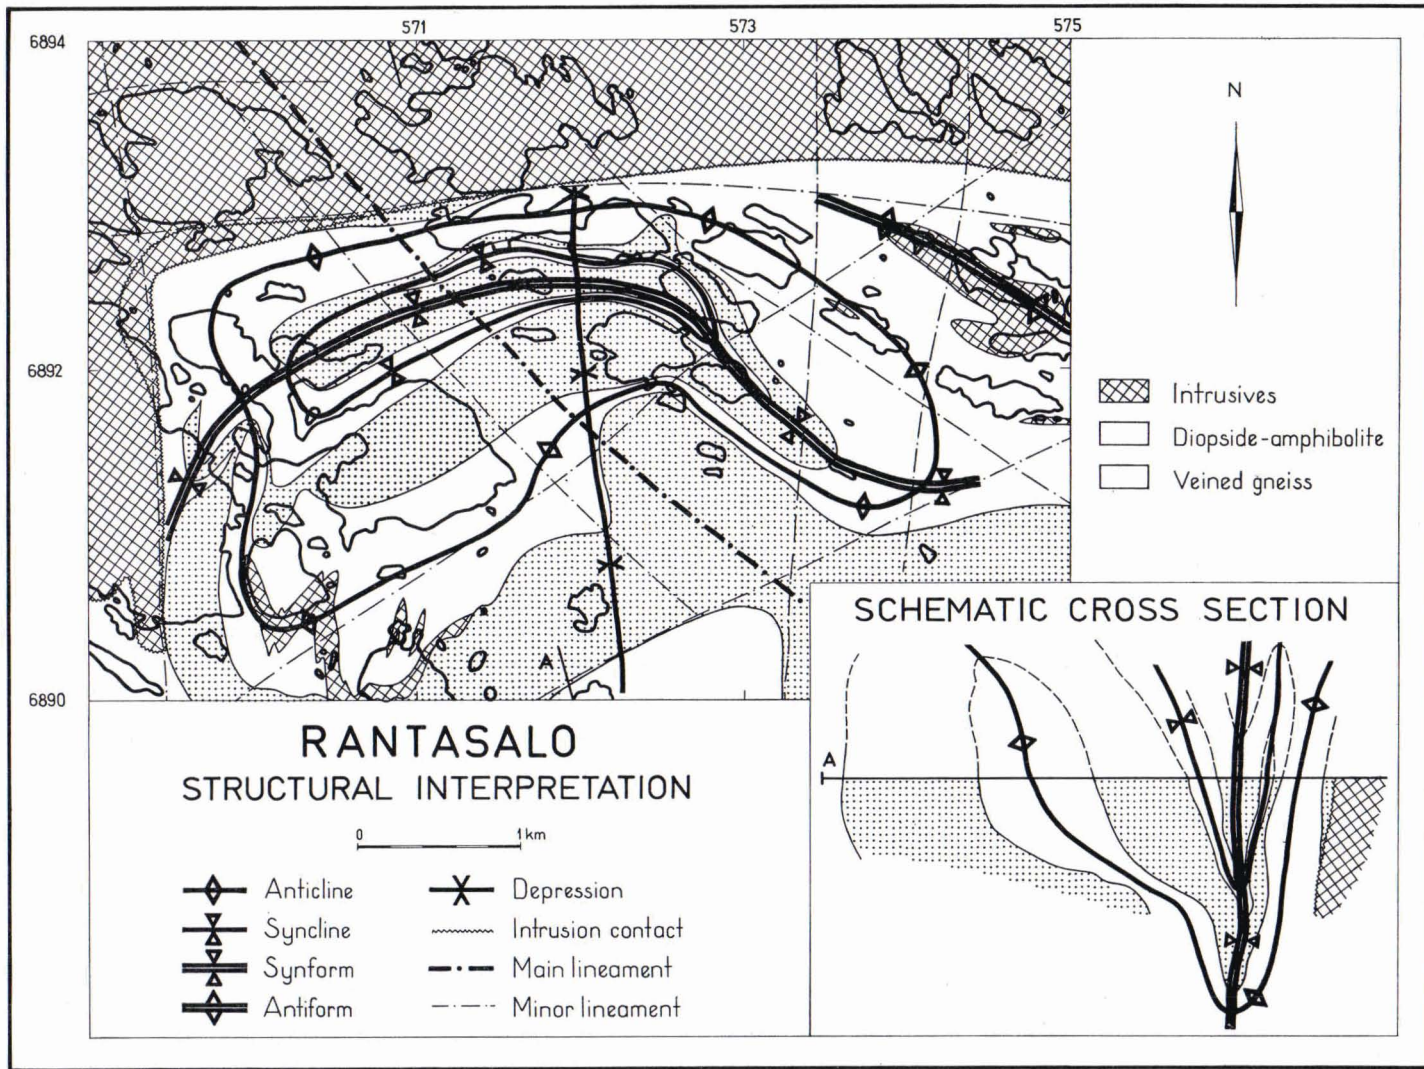 571 573 575
6894
N
6892
Intrusives
Diopside-amphibolite
Veined gneiss
A
6890
SCHEMATIC CROSS SECTION
A
RANTASALO
STRUCTURAL INTERPRETATION
0 1 km
Anticline
Syncline
Synform
Antiform
Depression
Intrusion contact
Main lineament
Minor lineament